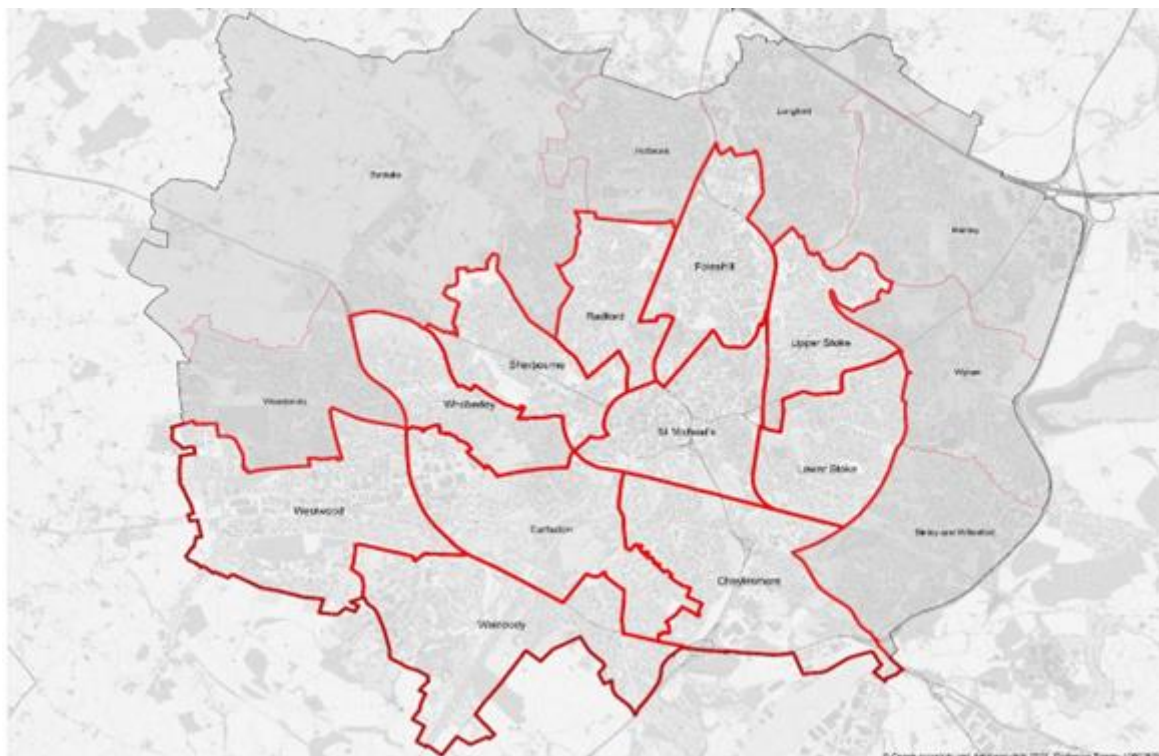 Longford
Holbrook
Bablake
Henley
Foleshill
Radford
Upper Stoke
Sherbourne
Wyken
Woodlands
Whoberley
St Michael's
Lower Stoke
Westwood
Earlsdon
Binley and Willenhall
Cheylesmore
Wainbody